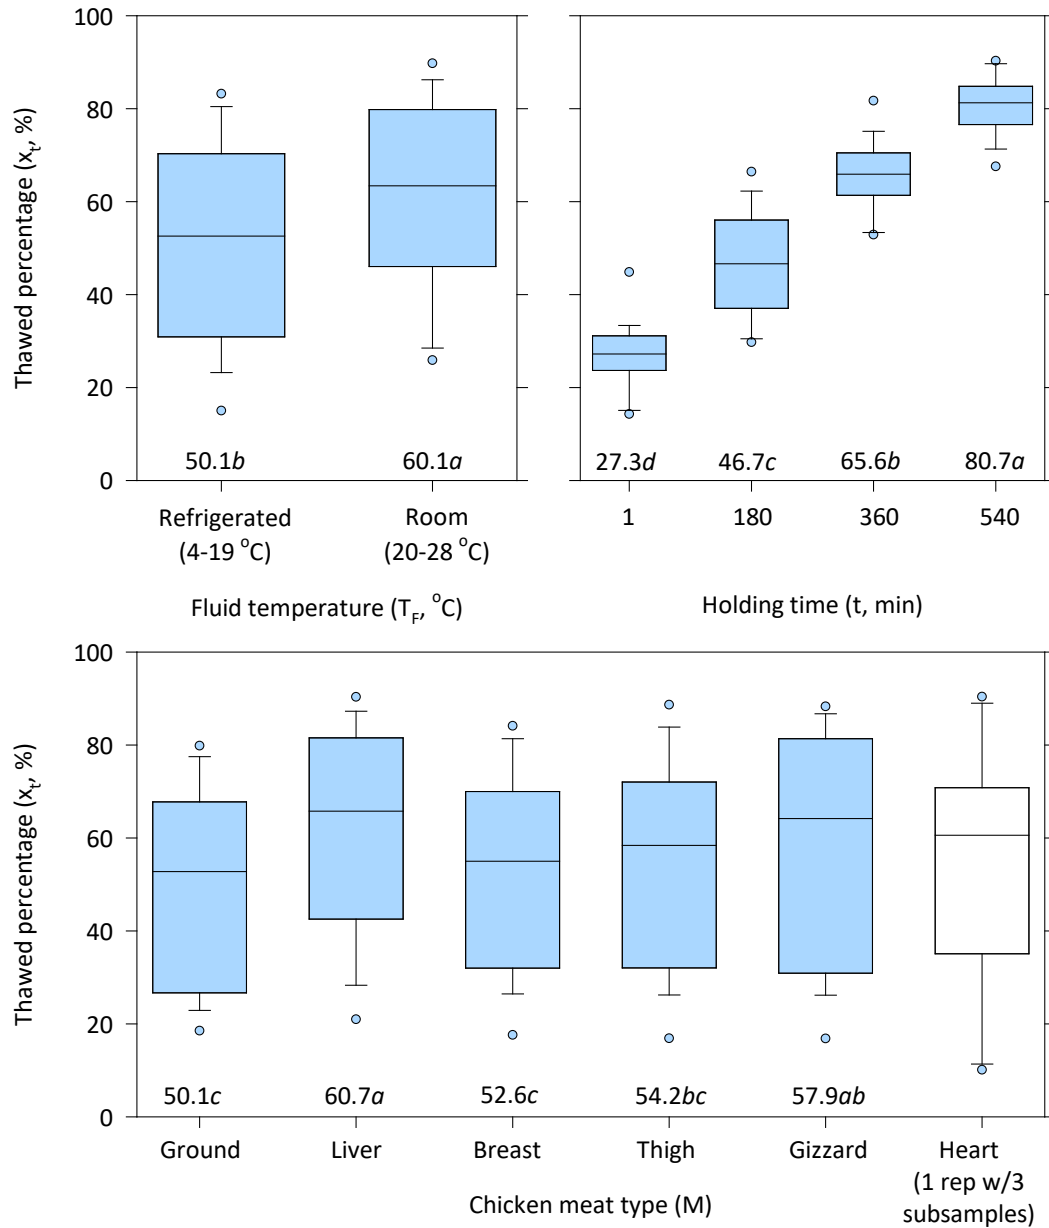 Thawed percentage (xt, %)
100
80
60
40
20
0
50.1b
60.1a
Refrigerated
(4-19 oC)
Room
(20-28 oC)
Fluid temperature (TF, oC)
27.3d
46.7c
65.6b
80.7a
1
180
360
540
Holding time (t, min)
Thawed percentage (xt, %)
100
80
60
40
20
0
50.1c
60.7a
52.6c
54.2bc
57.9ab
Ground
Liver
Breast
Thigh
Gizzard
Heart
(1 rep w/3
subsamples)
Chicken meat type (M)